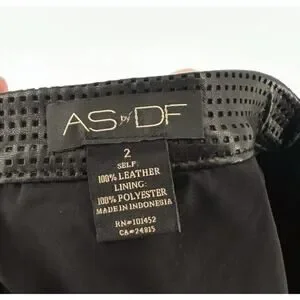 AS by DF
2
SELF:
100% LEATHER
LINING:
100% POLYESTER
MADE IN INDONESIA
RN#101452
CA#24815